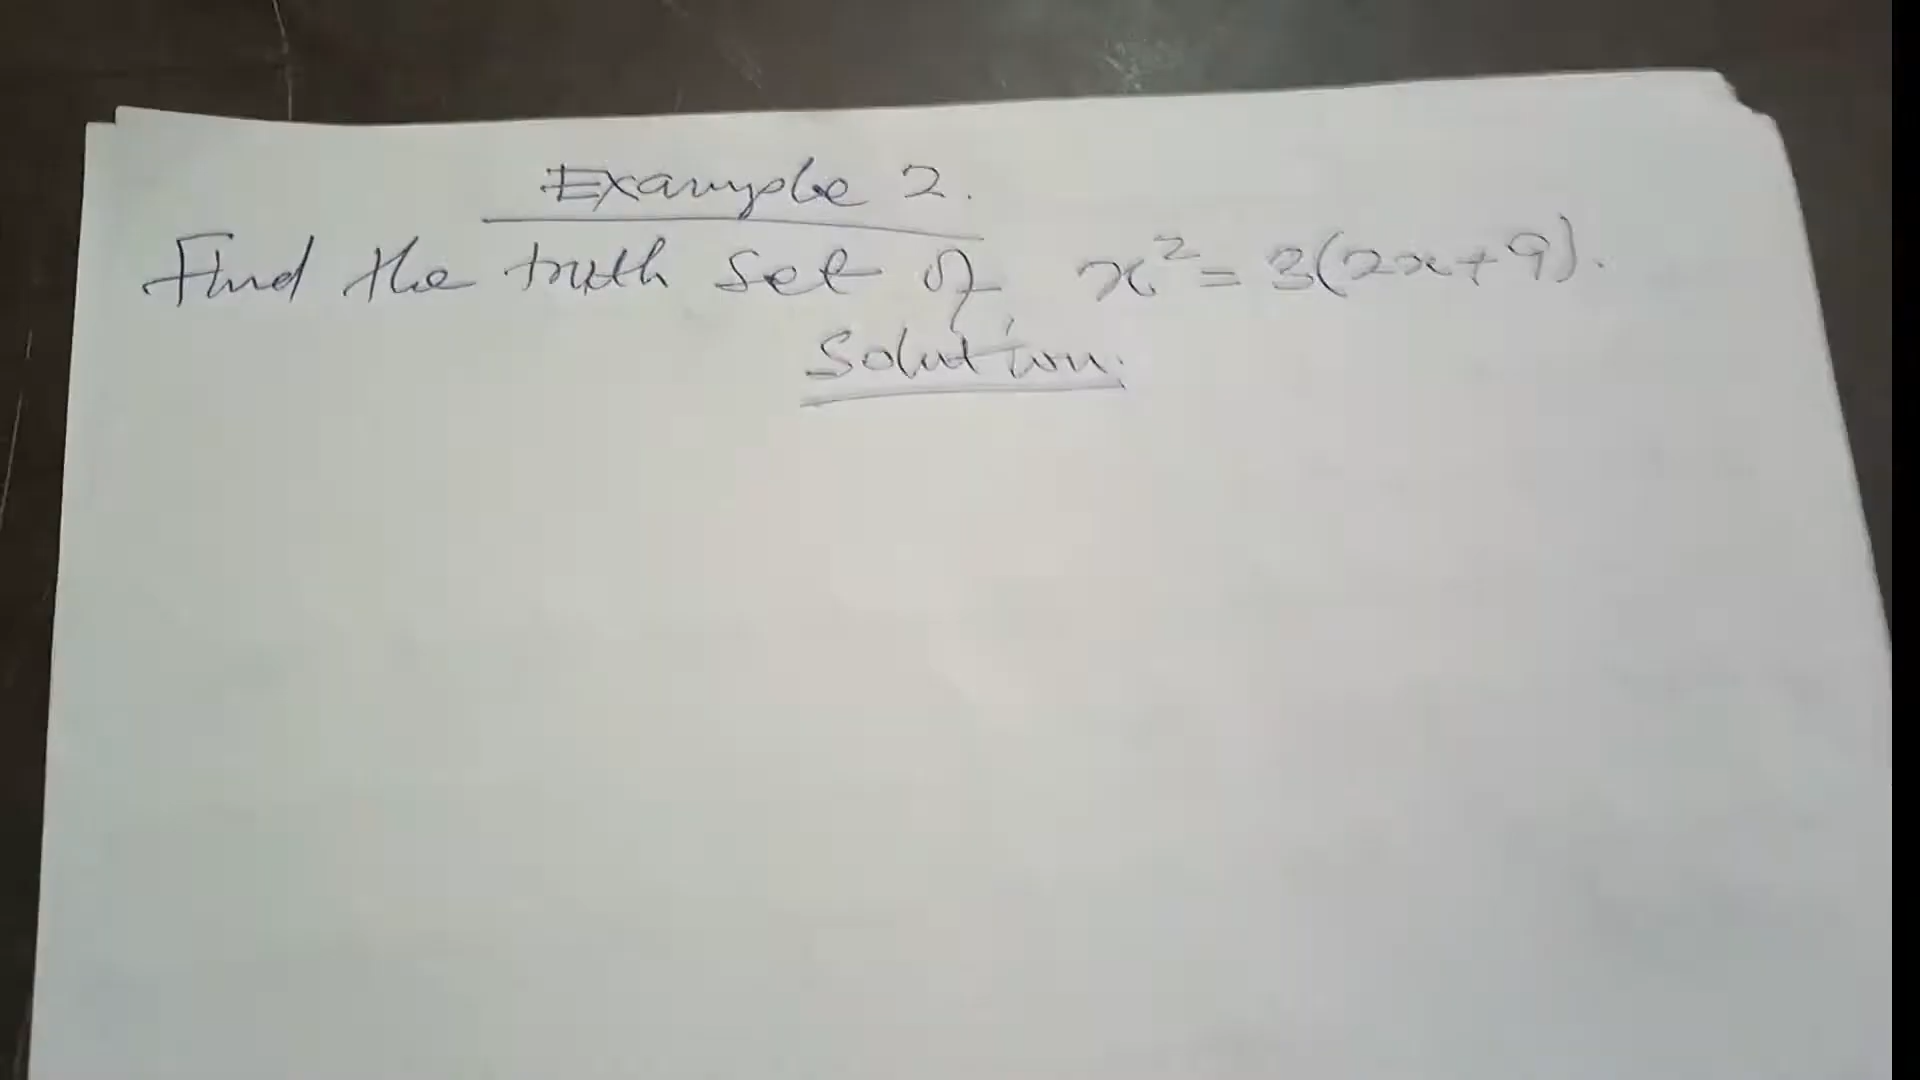 Example 2.
Find the truth set of x² = 3(2x+9).
Solution.